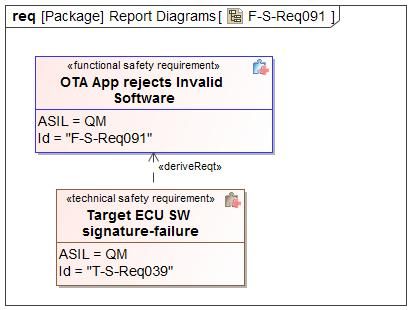 req [Package] Report Diagrams[ F-S-Req091 ]
«functional safety requirement»
OTA App rejects Invalid
Software
ASIL = QM
Id = "F-S-Req091"
«deriveReqt»
«technical safety requirement»
Target ECU SW
signature-failure
ASIL = QM
Id = "T-S-Req039"